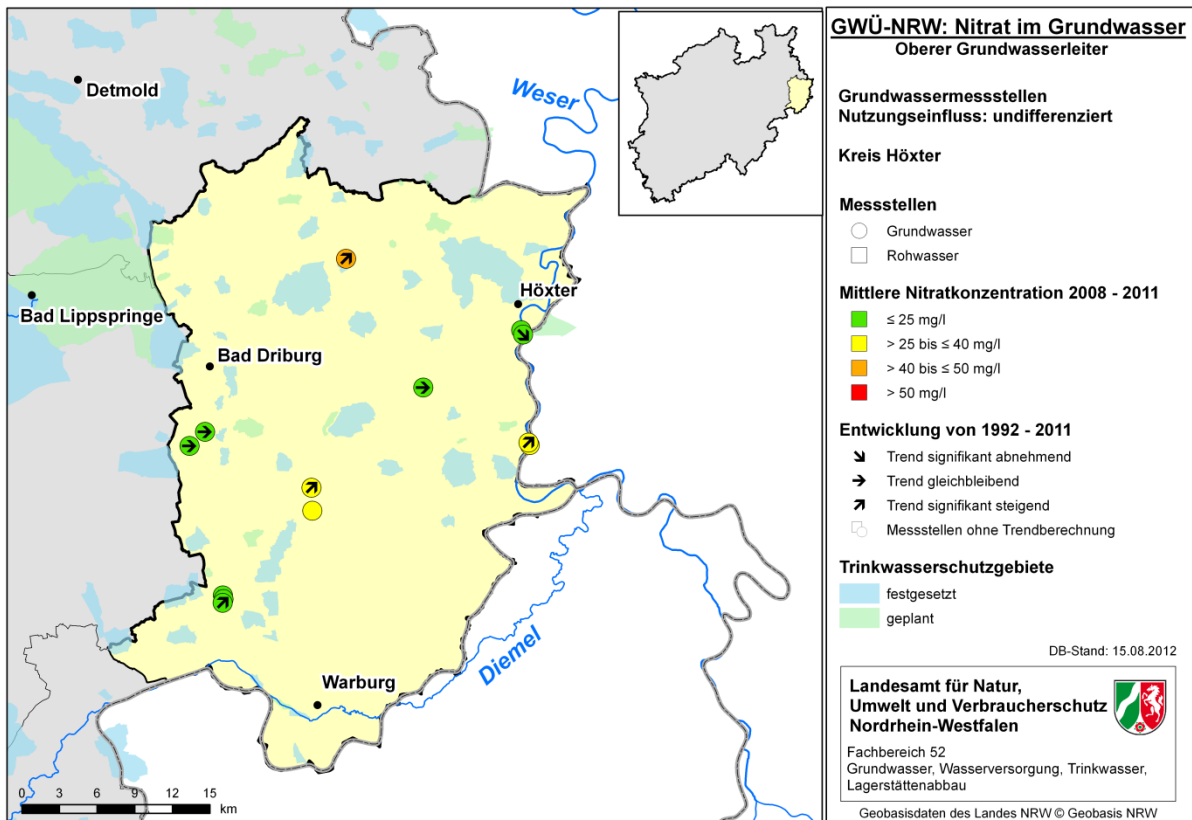 Detmold
Weser
Bad Lippspringe
Höxter
Bad Driburg
Diemel
Warburg
0 3 6 9 12 15
km
GWÜ-NRW: Nitrat im Grundwasser
Oberer Grundwasserleiter
Grundwassermessstellen
Nutzungseinfluss: undifferenziert
Kreis Höxter
Messstellen
Grundwasser
Rohwasser
Mittlere Nitratkonzentration 2008 - 2011
≤ 25 mg/l
> 25 bis ≤ 40 mg/l
> 40 bis ≤ 50 mg/l
> 50 mg/l
Entwicklung von 1992 - 2011
Trend signifikant abnehmend
Trend gleichbleibend
Trend signifikant steigend
Messstellen ohne Trendberechnung
Trinkwasserschutzgebiete
festgesetzt
geplant
DB-Stand: 15.08.2012
Landesamt für Natur,
Umwelt und Verbraucherschutz
Nordrhein-Westfalen
Fachbereich 52
Grundwasser, Wasserversorgung, Trinkwasser,
Lagerstättenabbau
Geobasisdaten des Landes NRW © Geobasis NRW